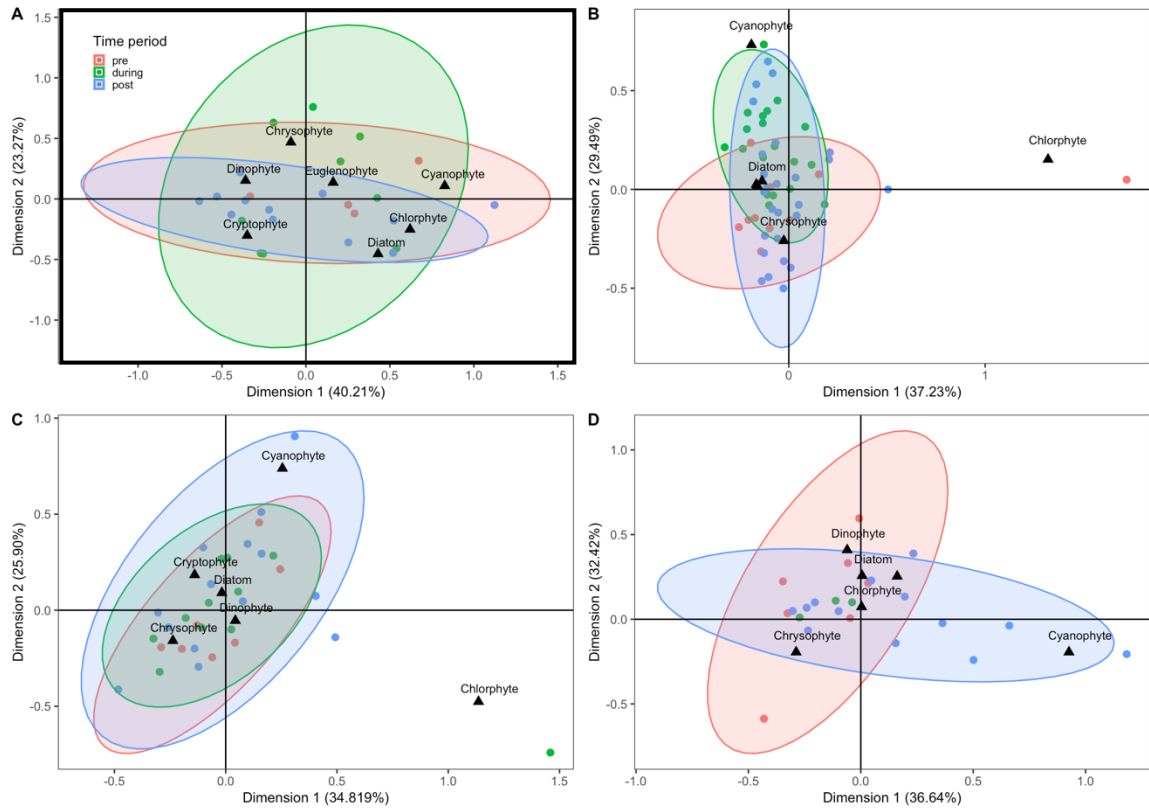 A
Time period
pre
during
post
1.5
1.0
0.5
0.0
-0.5
-1.0
Chrysophyte
Dinophyte
Euglenophyte
Cyanophyte
Cryptophyte
Chlorphyte
Diatom
-1.0
-0.5
0.0
0.5
1.0
1.5
Dimension 1 (40.21%)
Dimension 2 (23.27%)
B
Cyanophyte
Chlorphyte
Diatom
Chrysophyte
0.5
0.0
-0.5
0
1
Dimension 1 (37.23%)
Dimension 2 (29.49%)
C
1.0
0.5
0.0
-0.5
Cyanophyte
Cryptophyte
Diatom
Dinophyte
Chrysophyte
Chlorphyte
-0.5
0.0
0.5
1.0
1.5
Dimension 1 (34.819%)
Dimension 2 (25.90%)
D
1.0
0.5
0.0
-0.5
Dinophyte
Diatom
Chlorphyte
Chrysophyte
Cyanophyte
-1.0
-0.5
0.0
0.5
1.0
Dimension 1 (36.64%)
Dimension 2 (32.42%)